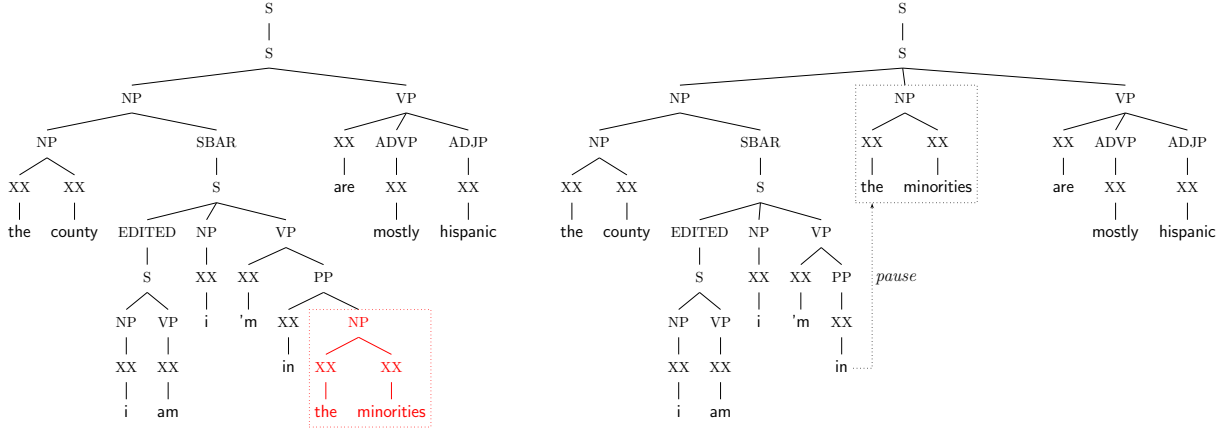 S S
S S
NP VP NP NP VP
NP SBAR XX ADVP ADJP NP SBAR XX XX XX ADVP ADJP
XX XX S are XX XX XX XX S the minorities are XX XX
the county EDITED NP VP mostly hispanic the county EDITED NP VP mostly hispanic
S XX XX PP S XX XX PP pause
NP VP i 'm XX NP NP VP i 'm XX
XX XX in XX XX XX XX in
i am the minorities i am